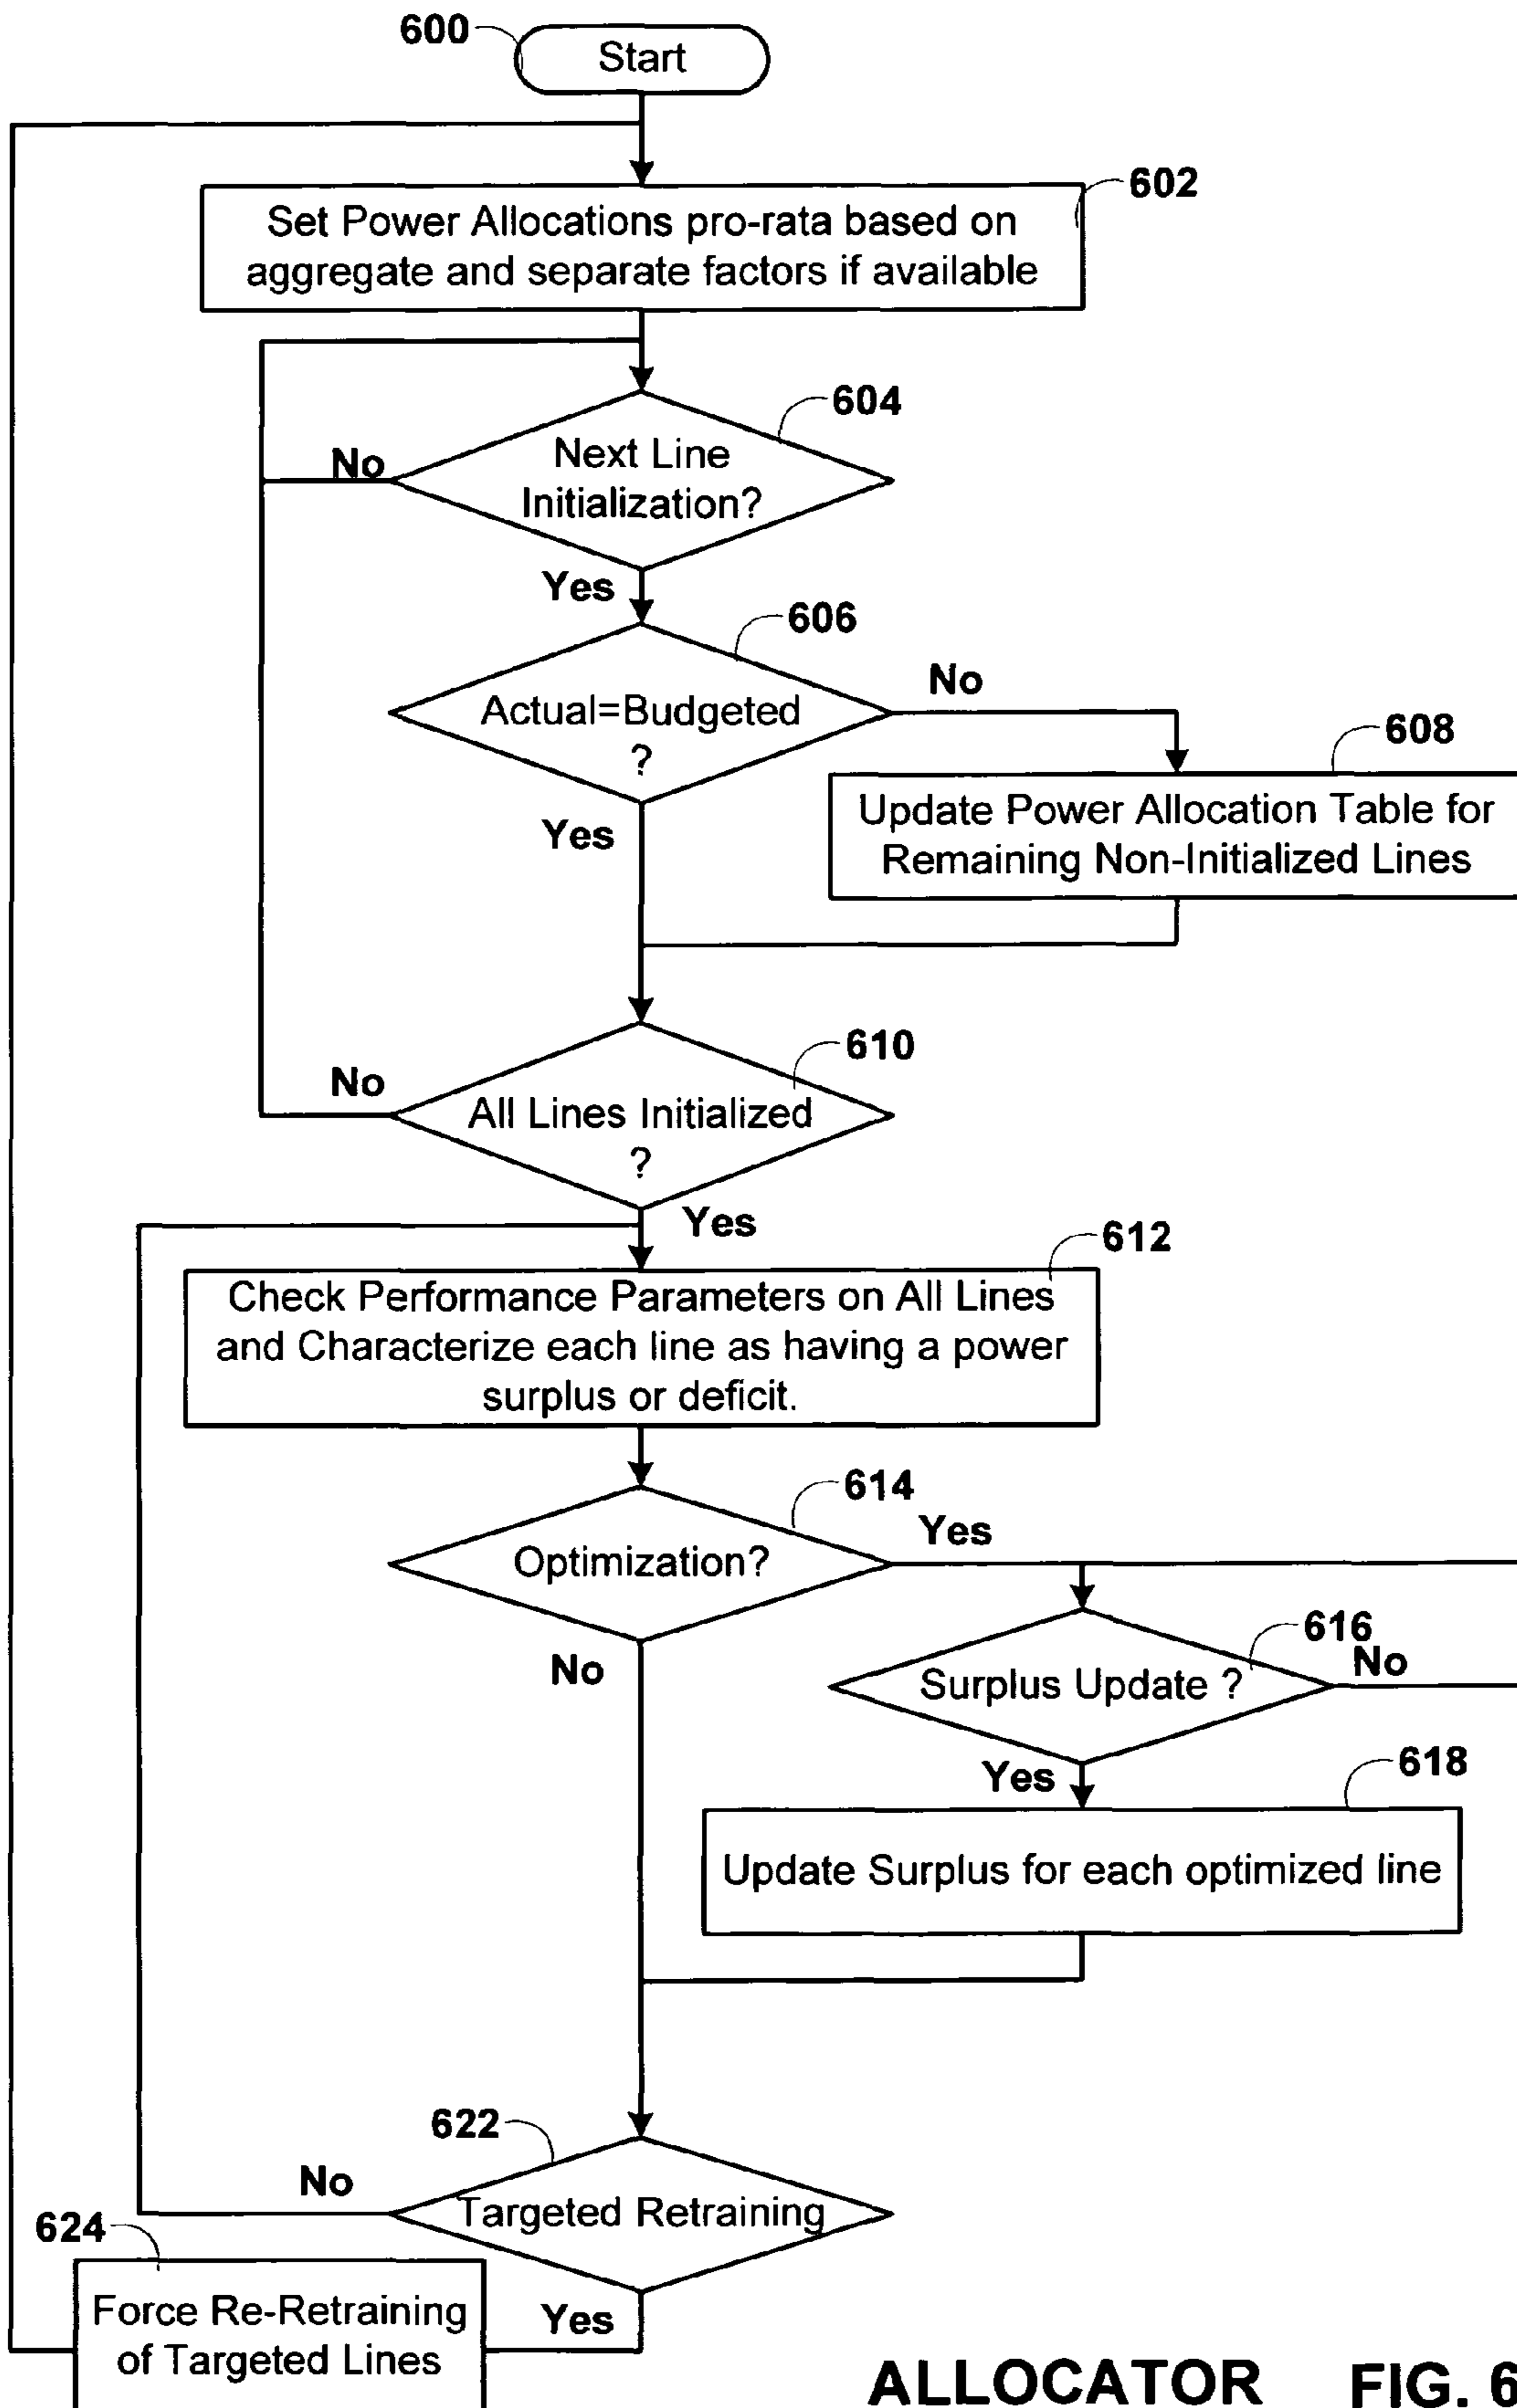 600
Start
602
Set Power Allocations pro-rata based on
aggregate and separate factors if available
604
Next Line
Initialization?
No
Yes
606
Actual=Budgeted
?
No
608
Update Power Allocation Table for
Remaining Non-Initialized Lines
Yes
610
All Lines Initialized
?
No
Yes
612
Check Performance Parameters on All Lines
and Characterize each line as having a power
surplus or deficit.
614
Optimization?
Yes
616
Surplus Update ?
No
No
Yes
618
Update Surplus for each optimized line
622
Targeted Retraining
No
624
Force Re-Retraining
of Targeted Lines
Yes
ALLOCATOR FIG. 6